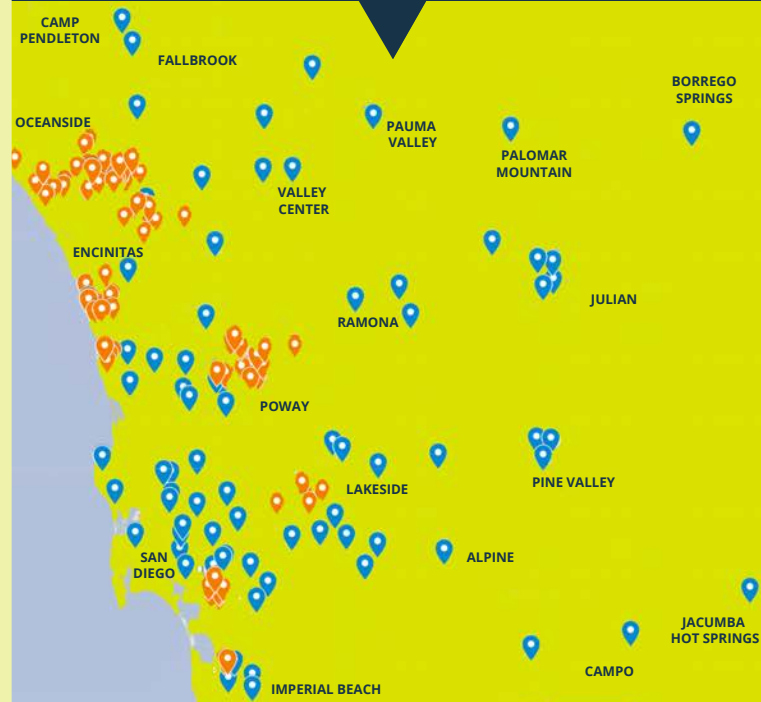 CAMP
PENDLETON
FALLBROOK
BORREGO
SPRINGS
OCEANSIDE
PAUMA
VALLEY
PALOMAR
MOUNTAIN
VALLEY
CENTER
ENCINITAS
JULIAN
RAMONA
POWAY
LAKESIDE
PINE VALLEY
SAN
DIEGO
ALPINE
JACUMBA
HOT SPRINGS
CAMPO
IMPERIAL BEACH